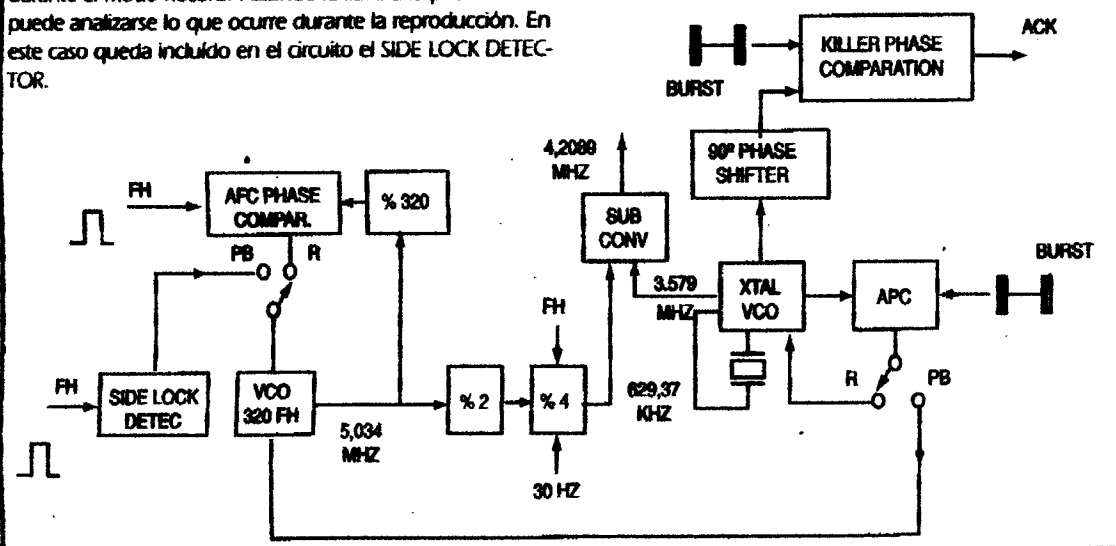 puede analizarse lo que ocurre durante la reproducción. En
este caso queda incluído en el circuito el SIDE LOCK DETEC-
TOR.
KILLER PHASE
COMPARATION
ACK
BURST
90º PHASE
SHIFTER
4,2089
MHZ
SUB
CONV
FH
AFC PHASE
COMPAR.
% 320
PB
R
3.579
MHZ
XTAL
VCO
APC
BURST
FH
FH
SIDE LOCK
DETEC
VCO
320 FH
5,034
MHZ
% 2
% 4
629,37
KHZ
R
PB
30 HZ